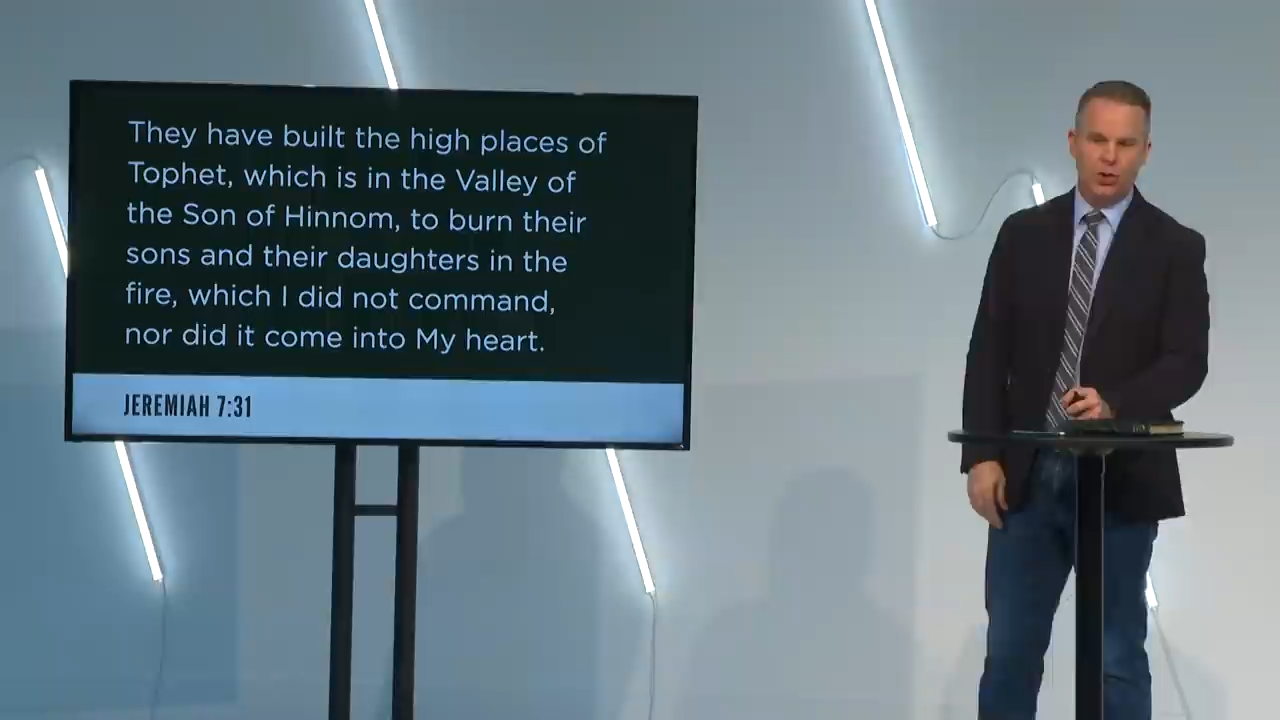 They have built the high places of
Tophet, which is in the Valley of
the Son of Hinnom, to burn their
sons and their daughters in the
fire, which I did not command,
nor did it come into My heart.
JEREMIAH 7:31